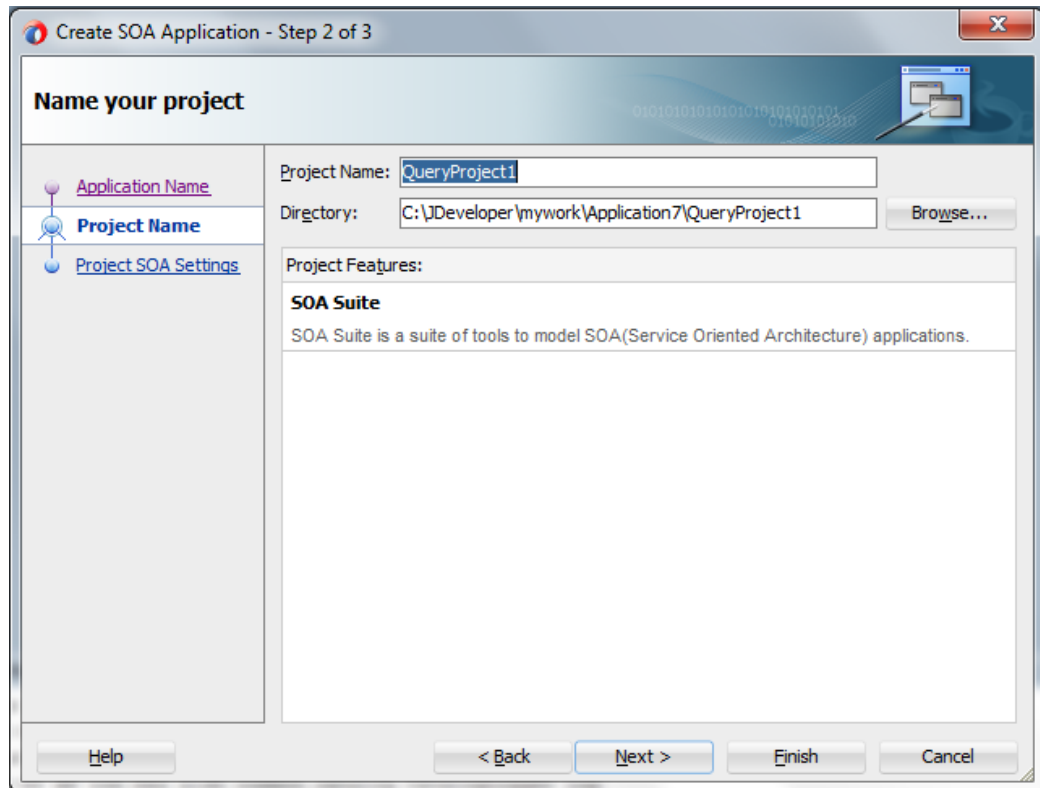 Create SOA Application - Step 2 of 3
Name your project
Application Name
Project Name
Project SOA Settings
Project Name: QueryProject1
Directory: C:\JDeveloper\mywork\Application7\QueryProject1 Browse...
Project Features:
SOA Suite
SOA Suite is a suite of tools to model SOA(Service Oriented Architecture) applications.
Help < Back Next > Finish Cancel